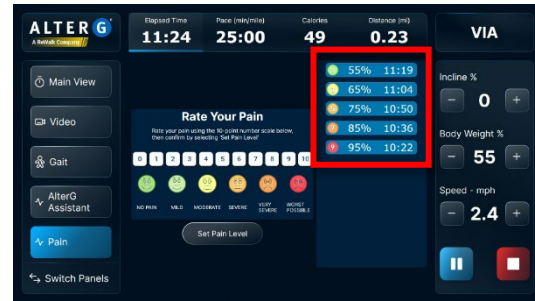 ALTER G
A ReWalk Company
Elapsed Time
11:24
Pace (min/mile)
25:00
Calories
49
Distance (mi)
0.23
VIA
Main View
Video
Gait
AlterG
Assistant
Pain
Switch Panels
Rate Your Pain
Rate your pain using the 10-point number scale below,
then confirm by selecting 'Set Pain Level'
0 1 2 3 4 5 6 7 8 9 10
NO PAIN MILD MODERATE SEVERE VERY SEVERE WORST POSSIBLE
Set Pain Level
55% 11:19
65% 11:04
75% 10:50
85% 10:36
95% 10:22
Incline %
- 0 +
Body Weight %
- 55 +
Speed - mph
- 2.4 +